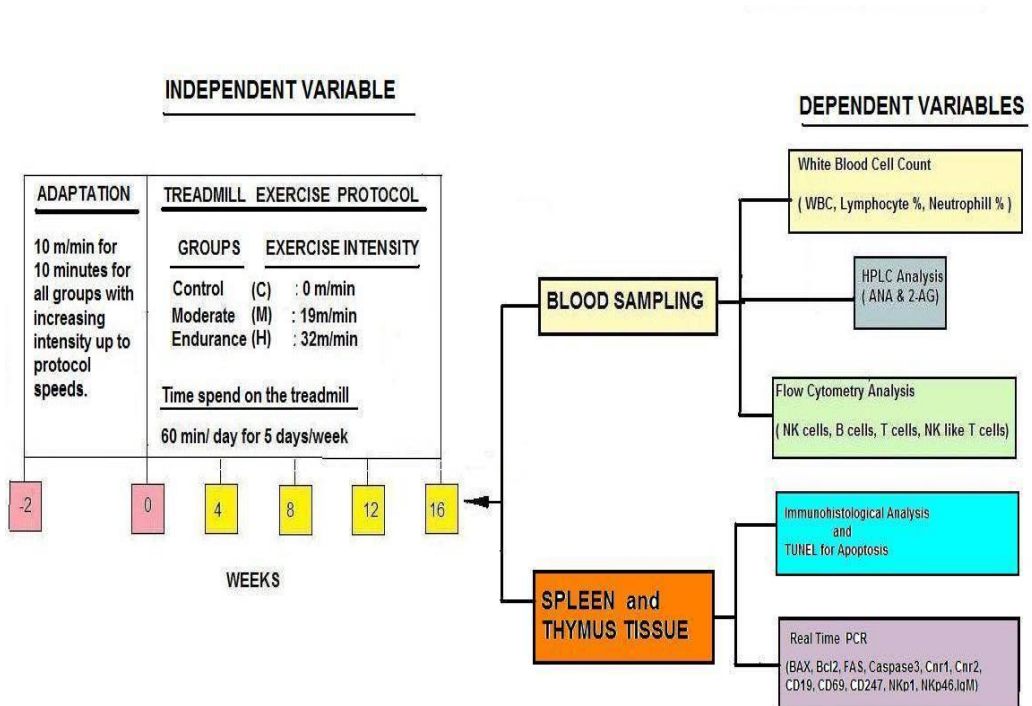 INDEPENDENT VARIABLE
ADAPTATION
10 m/min for
10 minutes for
all groups with
increasing
intensity up to
protocol
speeds.
TREADMILL EXERCISE PROTOCOL
GROUPS EXERCISE INTENSITY
Control (C) : 0 m/min
Moderate (M) : 19m/min
Endurance (H) : 32m/min
Time spend on the treadmill
60 min/ day for 5 days/week
-2 0 4 8 12 16
WEEKS
BLOOD SAMPLING
SPLEEN and
THYMUS TISSUE
DEPENDENT VARIABLES
White Blood Cell Count
( WBC, Lymphocyte %, Neutrophill % )
HPLC Analysis
( ANA & 2-AG)
Flow Cytometry Analysis
( NK cells, B cells, T cells, NK like T cells)
Immunohistological Analysis
and
TUNEL for Apoptosis
Real Time PCR
(BAX, Bcl2, FAS, Caspase3, Cnr1, Cnr2,
CD19, CD69, CD247, NKp1, NKp46,IgM)